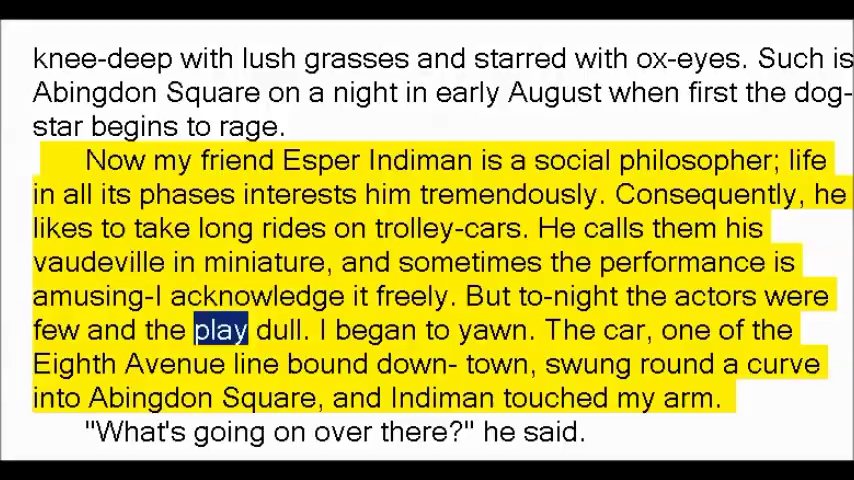 knee-deep with lush grasses and starred with ox-eyes. Such is
Abingdon Square on a night in early August when first the dog-
star begins to rage.
Now my friend Esper Indiman is a social philosopher; life
in all its phases interests him tremendously. Consequently, he
likes to take long rides on trolley-cars. He calls them his
vaudeville in miniature, and sometimes the performance is
amusing-I acknowledge it freely. But to-night the actors were
few and the play dull. I began to yawn. The car, one of the
Eighth Avenue line bound down- town, swung round a curve
into Abingdon Square, and Indiman touched my arm.
"What's going on over there?" he said.